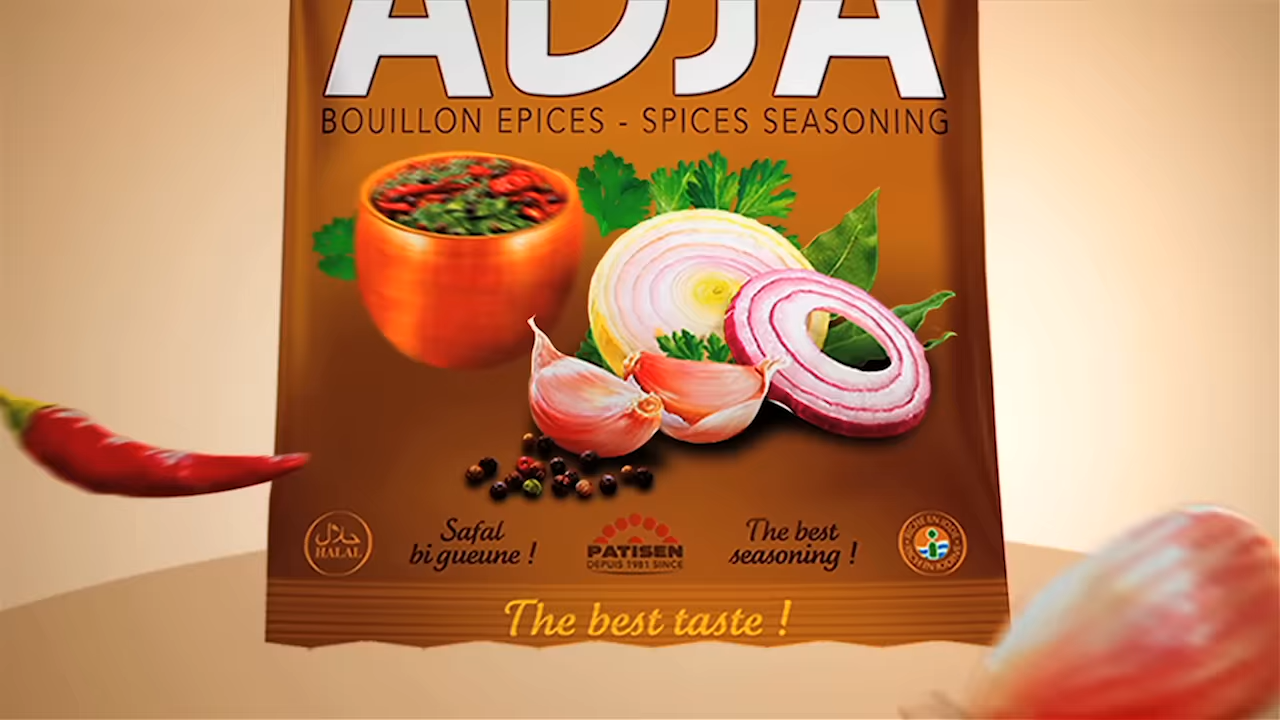 ADJA
BOUILLON EPICES - SPICES SEASONING
حلال
HALAL
Safal
bi gueune !
PATISEN
DEPUIS 1981 SINCE
The best
seasoning !
The best taste !